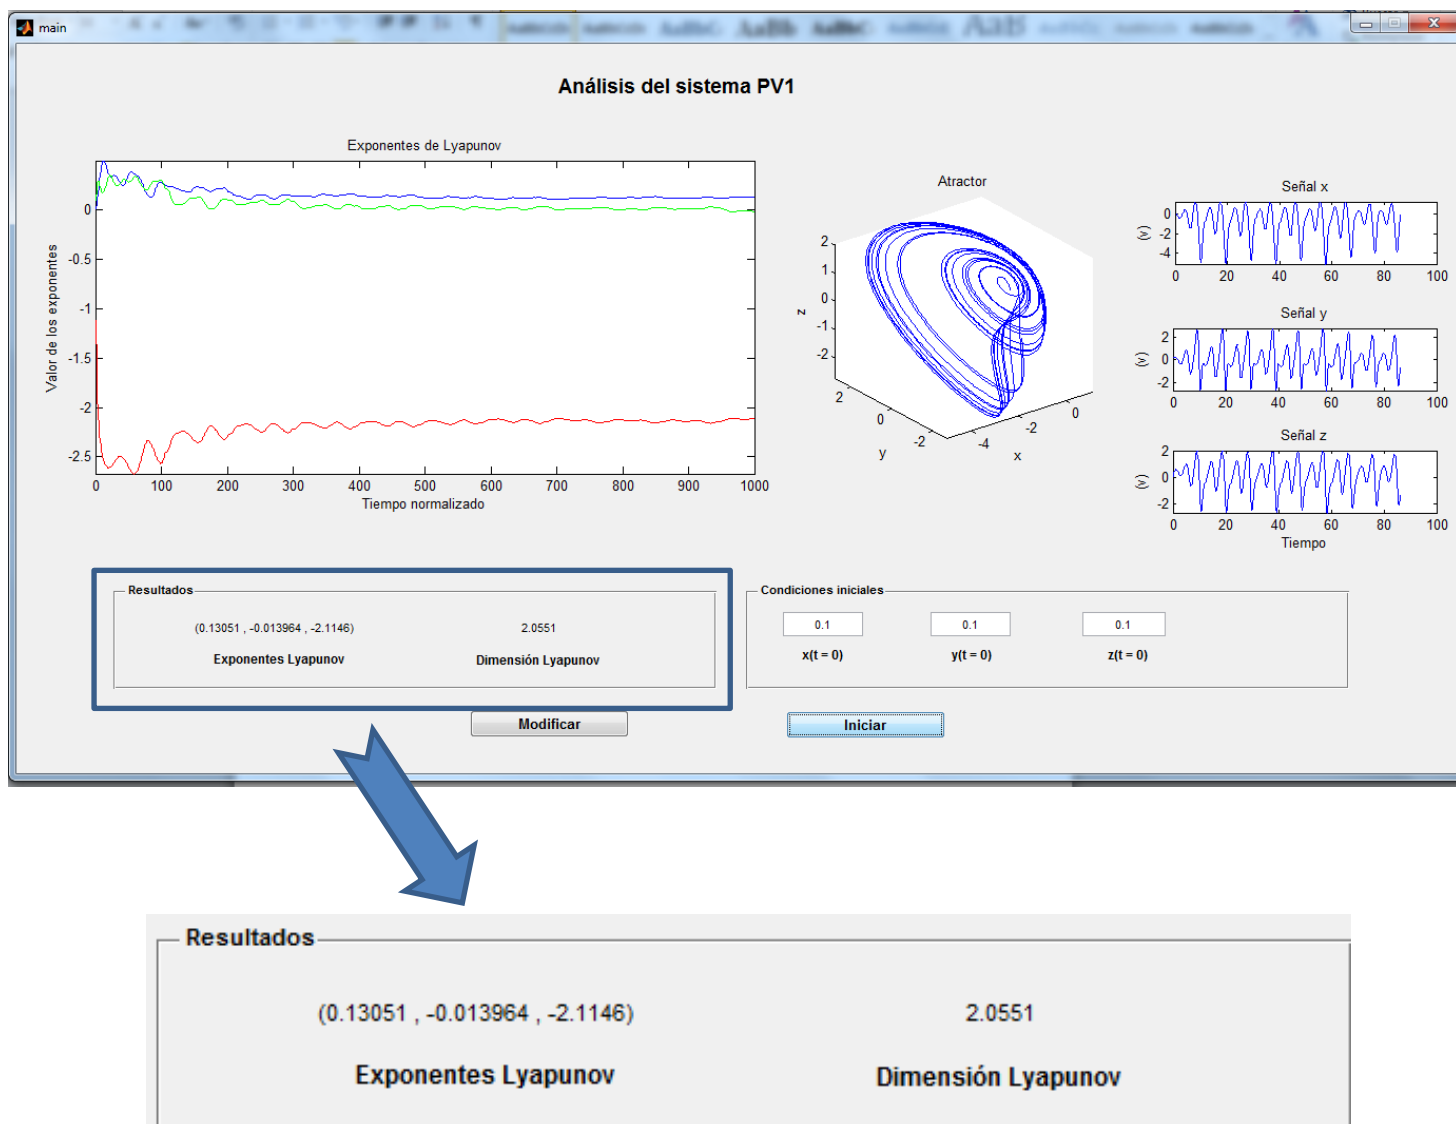 main
Análisis del sistema PV1
Exponentes de Lyapunov
Valor de los exponentes
0
-0.5
-1
-1.5
-2
-2.5
0 100 200 300 400 500 600 700 800 900 1000
Tiempo normalizado
Atractor
z
2
1
0
-1
-2
2 0 -2
y
-4 -2 0
x
Señal x
(v)
0
-2
-4
0 20 40 60 80 100
Señal y
(v)
2
0
-2
0 20 40 60 80 100
Señal z
(v)
2
0
-2
0 20 40 60 80 100
Tiempo
Resultados
(0.13051 , -0.013964 , -2.1146) 2.0551
Exponentes Lyapunov Dimensión Lyapunov
Condiciones iniciales
0.1 0.1 0.1
x(t = 0) y(t = 0) z(t = 0)
Modificar Iniciar
Resultados
(0.13051 , -0.013964 , -2.1146) 2.0551
Exponentes Lyapunov Dimensión Lyapunov